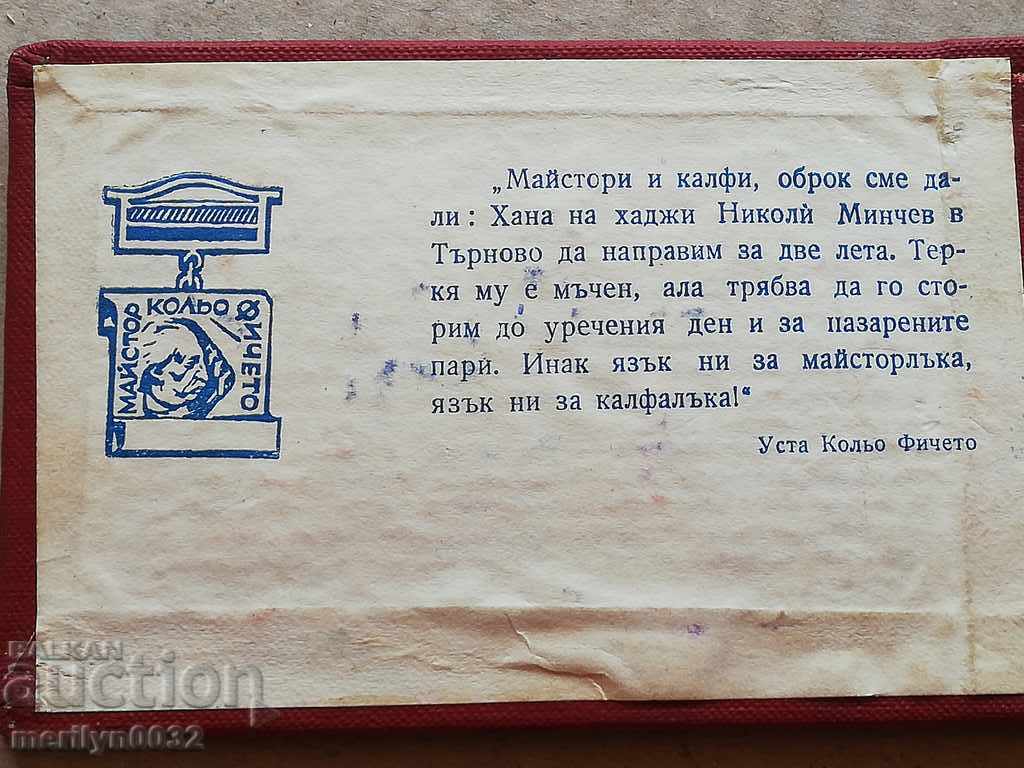 МАЙСТОР КОЛЬО ФИЧЕТО
„Майстори и калфи, оброк сме да-
ли: Хана на хаджи Николѝ Минчев в
Търново да направим за две лета. Тер-
кя му е мъчен, ала трябва да го сто-
рим до уречения ден и за пазарените
пари. Инак язък ни за майсторлъка,
язък ни за калфалъка!“
Уста Кольо Фичето
BALKAN
auction
merilyn0032